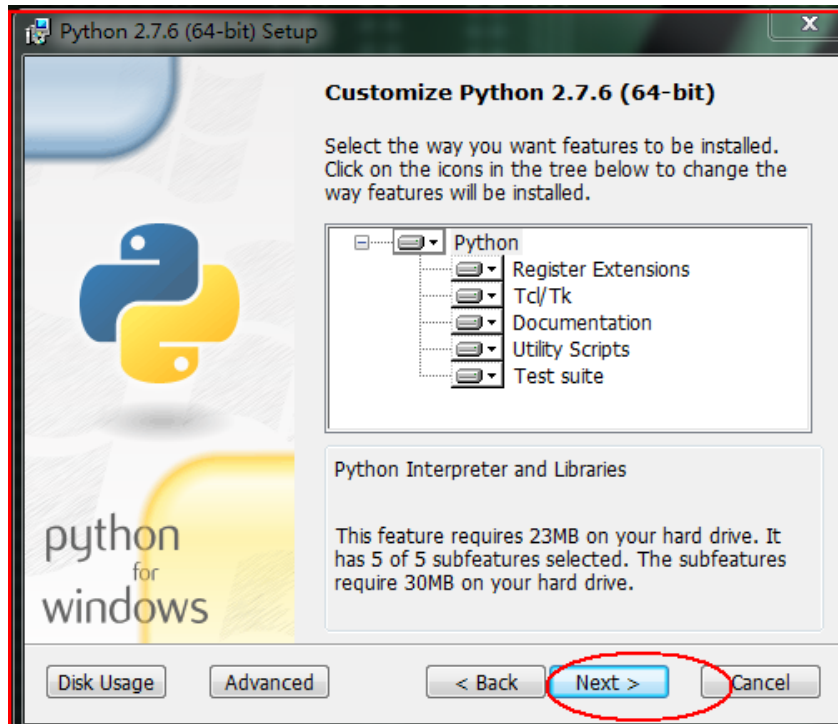 Python 2.7.6 (64-bit) Setup
x
Customize Python 2.7.6 (64-bit)
Select the way you want features to be installed.
Click on the icons in the tree below to change the
way features will be installed.
Python
Register Extensions
Tcl/Tk
Documentation
Utility Scripts
Test suite
Python Interpreter and Libraries
This feature requires 23MB on your hard drive. It
has 5 of 5 subfeatures selected. The subfeatures
require 30MB on your hard drive.
python
for
windows
Disk Usage
Advanced
< Back
Next >
Cancel